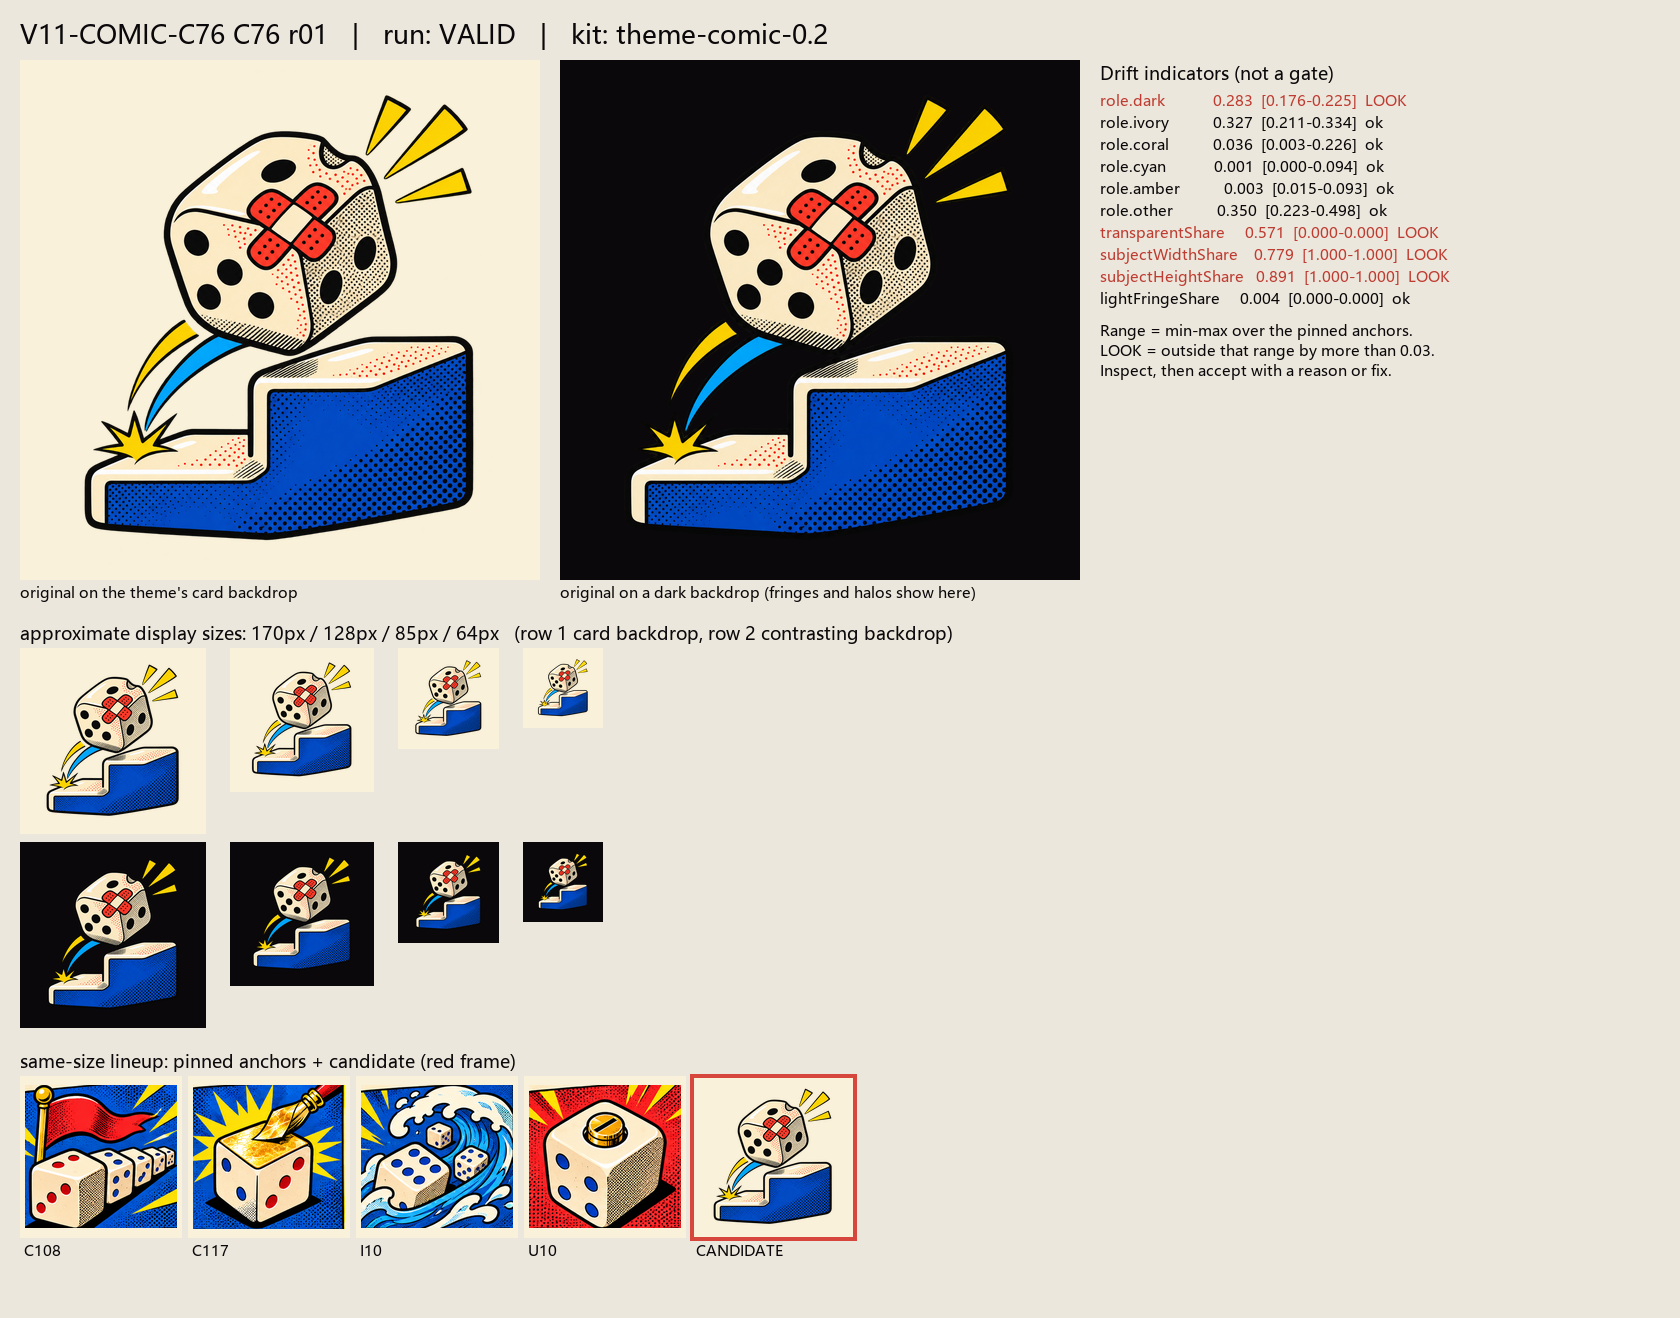 V11-COMIC-C76 C76 r01 | run: VALID | kit: theme-comic-0.2
Drift indicators (not a gate)
role.dark 0.283 [0.176-0.225] LOOK
role.ivory 0.327 [0.211-0.334] ok
role.coral 0.036 [0.003-0.226] ok
role.cyan 0.001 [0.000-0.094] ok
role.amber 0.003 [0.015-0.093] ok
role.other 0.350 [0.223-0.498] ok
transparentShare 0.571 [0.000-0.000] LOOK
subjectWidthShare 0.779 [1.000-1.000] LOOK
subjectHeightShare 0.891 [1.000-1.000] LOOK
lightFringeShare 0.004 [0.000-0.000] ok
Range = min-max over the pinned anchors.
LOOK = outside that range by more than 0.03.
Inspect, then accept with a reason or fix.
original on the theme's card backdrop
original on a dark backdrop (fringes and halos show here)
approximate display sizes: 170px / 128px / 85px / 64px (row 1 card backdrop, row 2 contrasting backdrop)
same-size lineup: pinned anchors + candidate (red frame)
C108
C117
I10
U10
CANDIDATE